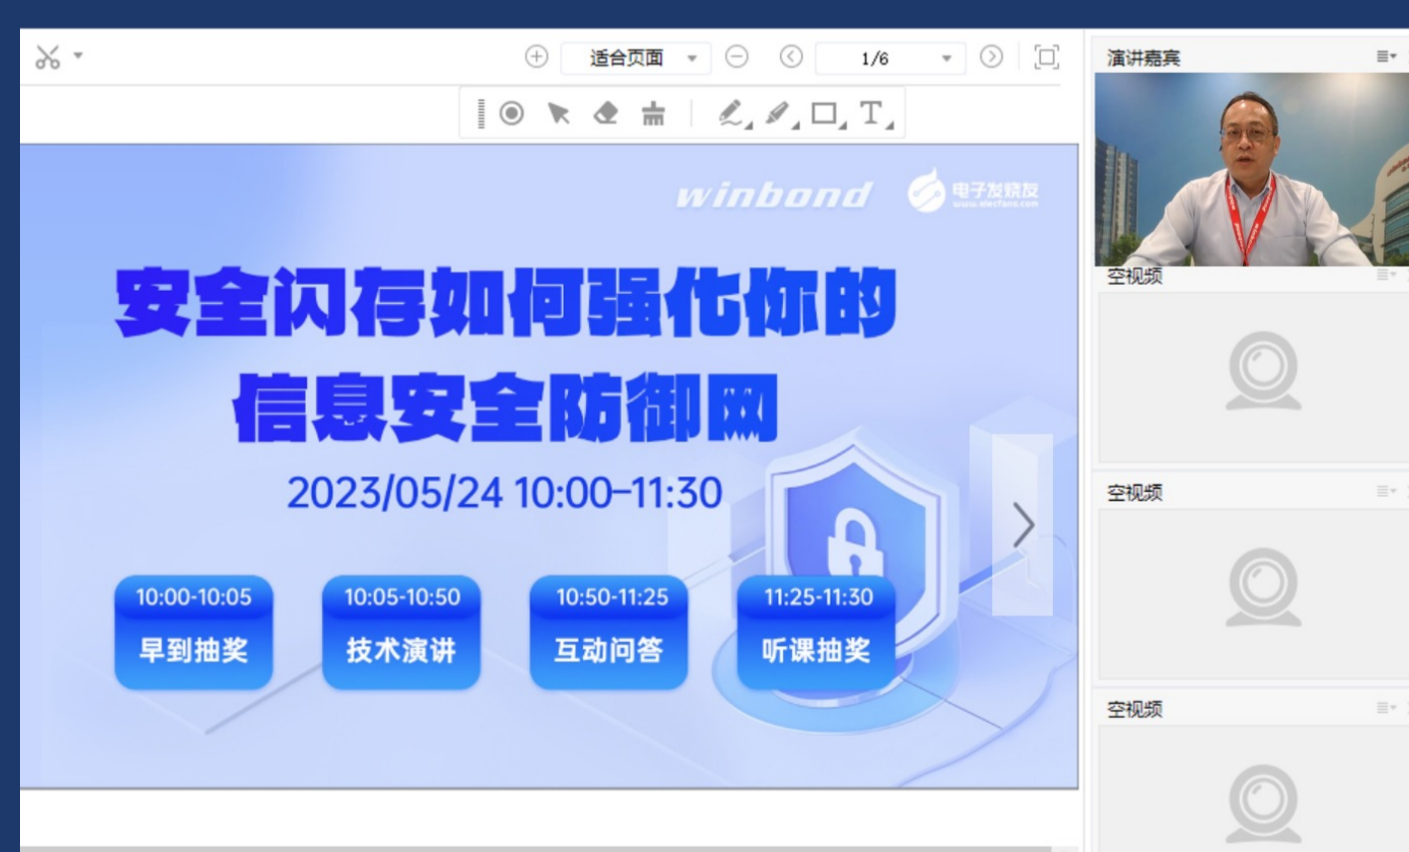 适合页面
1/6
T
演讲嘉宾
winbond
电子发烧友
www.elecfans.com
安全闪存如何强化你的
信息安全防御网
2023/05/24 10:00-11:30
10:00-10:05
早到抽奖
10:05-10:50
技术演讲
10:50-11:25
互动问答
11:25-11:30
听课抽奖
空视频
空视频
空视频